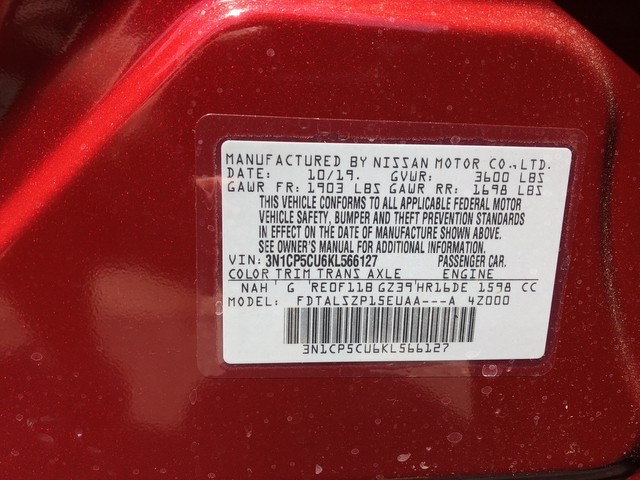 MANUFACTURED BY NISSAN MOTOR CO.,LTD.
DATE: 10/19. GVWR: 3600 LBS
GAWR FR: 1903 LBS GAWR RR: 1698 LBS
THIS VEHICLE CONFORMS TO ALL APPLICABLE FEDERAL MOTOR
VEHICLE SAFETY, BUMPER AND THEFT PREVENTION STANDARDS
IN EFFECT ON THE DATE OF MANUFACTURE SHOWN ABOVE.
SEE OWNER'S MANUAL FOR ADDITIONAL INFORMATION.
VIN: 3N1CP5CU6KL566127 PASSENGER CAR.
COLOR TRIM TRANS AXLE ENGINE
NAH G RE0F11B GZ39 HR16DE 1598 CC
MODEL: FDTALSZP15EUAA---A 4Z000
3N1CP5CU6KL566127